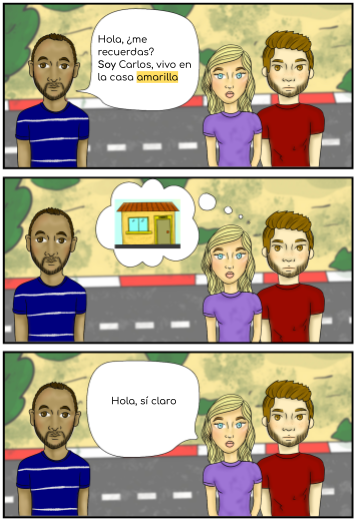 Hola, ¿me
recuerdas?
Soy Carlos, vivo en
la casa amarilla
Hola, sí claro